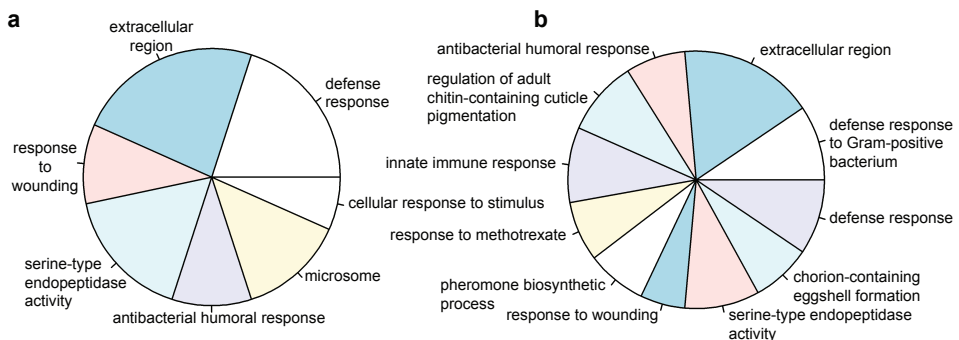 a
extracellular
region
defense
response
response
to
wounding
cellular response to stimulus
serine-type
endopeptidase
activity
microsome
antibacterial humoral response
b
antibacterial humoral response
extracellular region
regulation of adult
chitin-containing cuticle
pigmentation
defense response
to Gram-positive
bacterium
innate immune response
defense response
response to methotrexate
pheromone biosynthetic
process
chorion-containing
eggshell formation
response to wounding
serine-type endopeptidase
activity